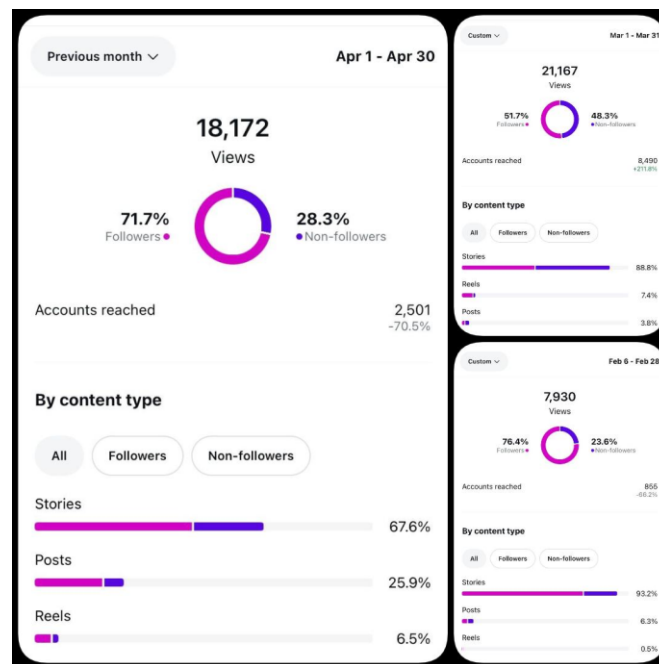 Previous month
Apr 1 - Apr 30
18,172
Views
71.7%
Followers
28.3%
Non-followers
Accounts reached
2,501
-70.5%
By content type
All
Followers
Non-followers
Stories
67.6%
Posts
25.9%
Reels
6.5%
Custom
Mar 1 - Mar 31
21,167
Views
51.7%
Followers
48.3%
Non-followers
Accounts reached
8,490
+211.8%
By content type
All
Followers
Non-followers
Stories
88.8%
Reels
7.4%
Posts
3.8%
Custom
Feb 6 - Feb 28
7,930
Views
76.4%
Followers
23.6%
Non-followers
Accounts reached
855
-66.2%
By content type
All
Followers
Non-followers
Stories
93.2%
Posts
6.3%
Reels
0.5%